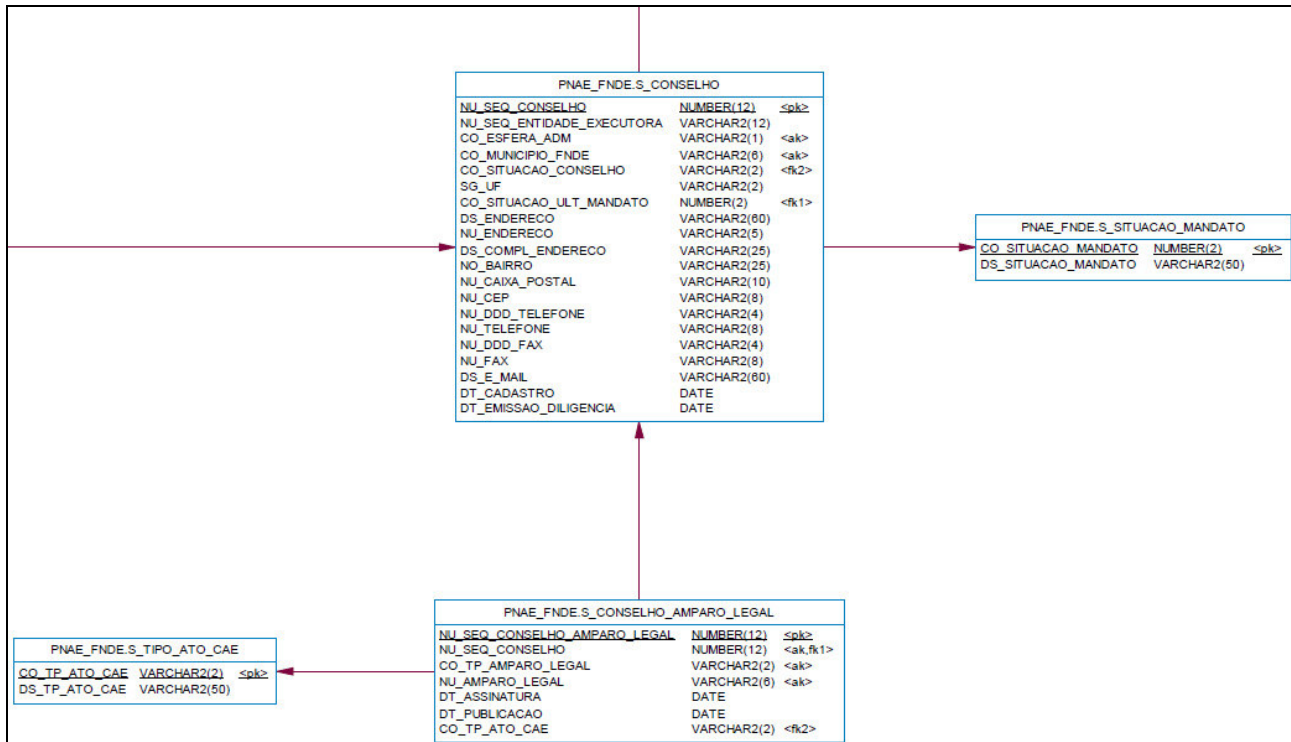 PNAE_FNDE.S_CONSELHO
NU_SEQ_CONSELHO NUMBER(12) <pk>
NU_SEQ_ENTIDADE_EXECUTORA VARCHAR2(12)
CO_ESFERA_ADM VARCHAR2(1) <ak>
CO_MUNICIPIO_FNDE VARCHAR2(6) <ak>
CO_SITUACAO_CONSELHO VARCHAR2(2) <fk2>
SG_UF VARCHAR2(2)
CO_SITUACAO_ULT_MANDATO NUMBER(2) <fk1>
DS_ENDERECO VARCHAR2(60)
NU_ENDERECO VARCHAR2(5)
DS_COMPL_ENDERECO VARCHAR2(25)
NO_BAIRRO VARCHAR2(25)
NU_CAIXA_POSTAL VARCHAR2(10)
NU_CEP VARCHAR2(8)
NU_DDD_TELEFONE VARCHAR2(4)
NU_TELEFONE VARCHAR2(8)
NU_DDD_FAX VARCHAR2(4)
NU_FAX VARCHAR2(8)
DS_E_MAIL VARCHAR2(60)
DT_CADASTRO DATE
DT_EMISSAO_DILIGENCIA DATE
PNAE_FNDE.S_SITUACAO_MANDATO
CO_SITUACAO_MANDATO NUMBER(2) <pk>
DS_SITUACAO_MANDATO VARCHAR2(50)
PNAE_FNDE.S_TIPO_ATO_CAE
CO_TP_ATO_CAE VARCHAR2(2) <pk>
DS_TP_ATO_CAE VARCHAR2(50)
PNAE_FNDE.S_CONSELHO_AMPARO_LEGAL
NU_SEQ_CONSELHO_AMPARO_LEGAL NUMBER(12) <pk>
NU_SEQ_CONSELHO NUMBER(12) <ak,fk1>
CO_TP_AMPARO_LEGAL VARCHAR2(2) <ak>
NU_AMPARO_LEGAL VARCHAR2(6) <ak>
DT_ASSINATURA DATE
DT_PUBLICACAO DATE
CO_TP_ATO_CAE VARCHAR2(2) <fk2>